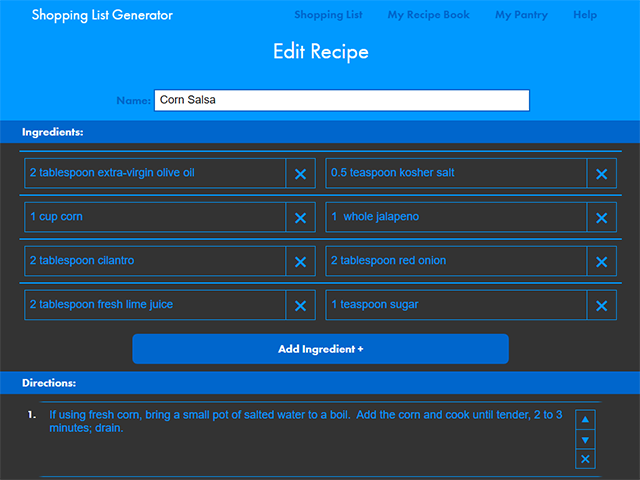 Shopping List Generator
Shopping List My Recipe Book My Pantry Help
Edit Recipe
Name: Corn Salsa
Ingredients:
2 tablespoon extra-virgin olive oil
0.5 teaspoon kosher salt
1 cup corn
1  whole jalapeno
2 tablespoon cilantro
2 tablespoon red onion
2 tablespoon fresh lime juice
1 teaspoon sugar
Add Ingredient +
Directions:
1. If using fresh corn, bring a small pot of salted water to a boil.  Add the corn and cook until tender, 2 to 3
minutes; drain.